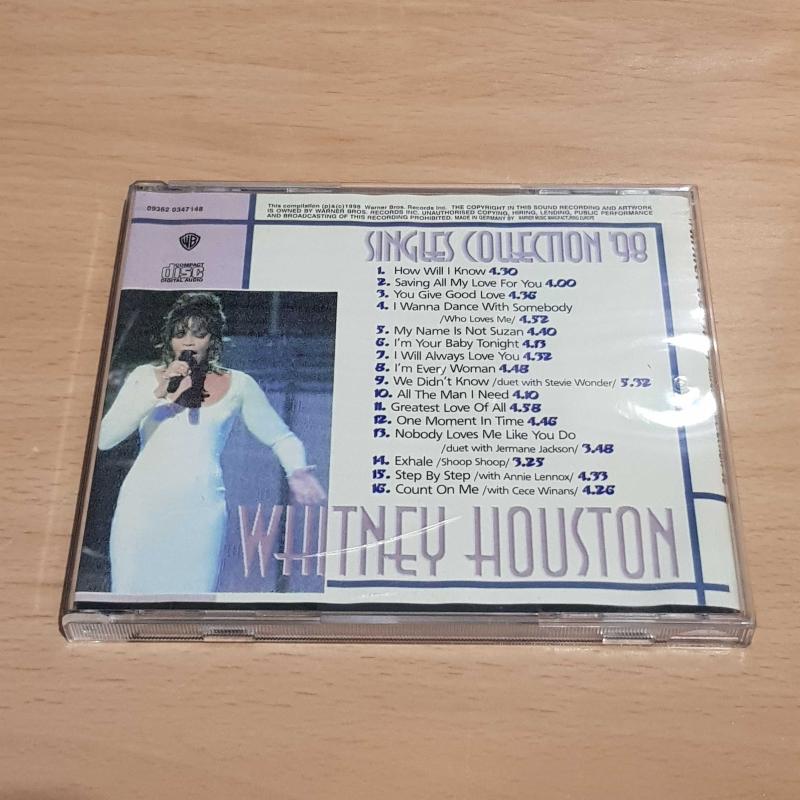 09362 0347148
This compilation (p)&(c)1998 Warner Bros. Records Inc. THE COPYRIGHT IN THIS SOUND RECORDING AND ARTWORK
IS OWNED BY WARNER BROS. RECORDS INC. UNAUTHORISED COPYING, HIRING, LENDING, PUBLIC PERFORMANCE
AND BROADCASTING OF THIS RECORDING PROHIBITED. MADE IN GERMANY BY WARNER MUSIC MANUFACTURING EUROPE
WB
COMPACT
disc
DIGITAL AUDIO
SINGLES COLLECTION '98
1. How Will I Know 4.30
2. Saving All My Love For You 4.00
3. You Give Good Love 4.36
4. I Wanna Dance With Somebody
/Who Loves Me/ 4.52
5. My Name Is Not Suzan 4.40
6. I'm Your Baby Tonight 4.13
7. I Will Always Love You 4.32
8. I'm Every Woman 4.48
9. We Didn't Know /duet with Stevie Wonder/ 5.32
10. All The Man I Need 4.10
11. Greatest Love Of All 4.58
12. One Moment In Time 4.46
13. Nobody Loves Me Like You Do
/duet with Jermane Jackson/ 3.48
14. Exhale /Shoop Shoop/ 3.25
15. Step By Step /with Annie Lennox/ 4.33
16. Count On Me /with Cece Winans/ 4.26
WHITNEY HOUSTON